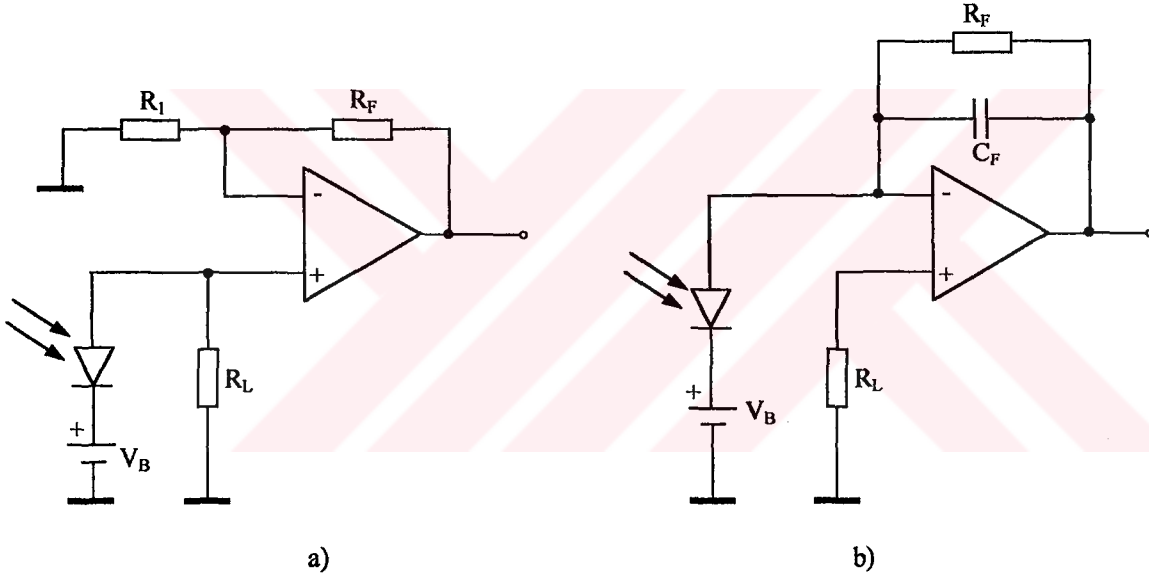 R1 RF
-
+
RL
+
VB
a)
RF
CF
-
+
RL
+
VB
b)